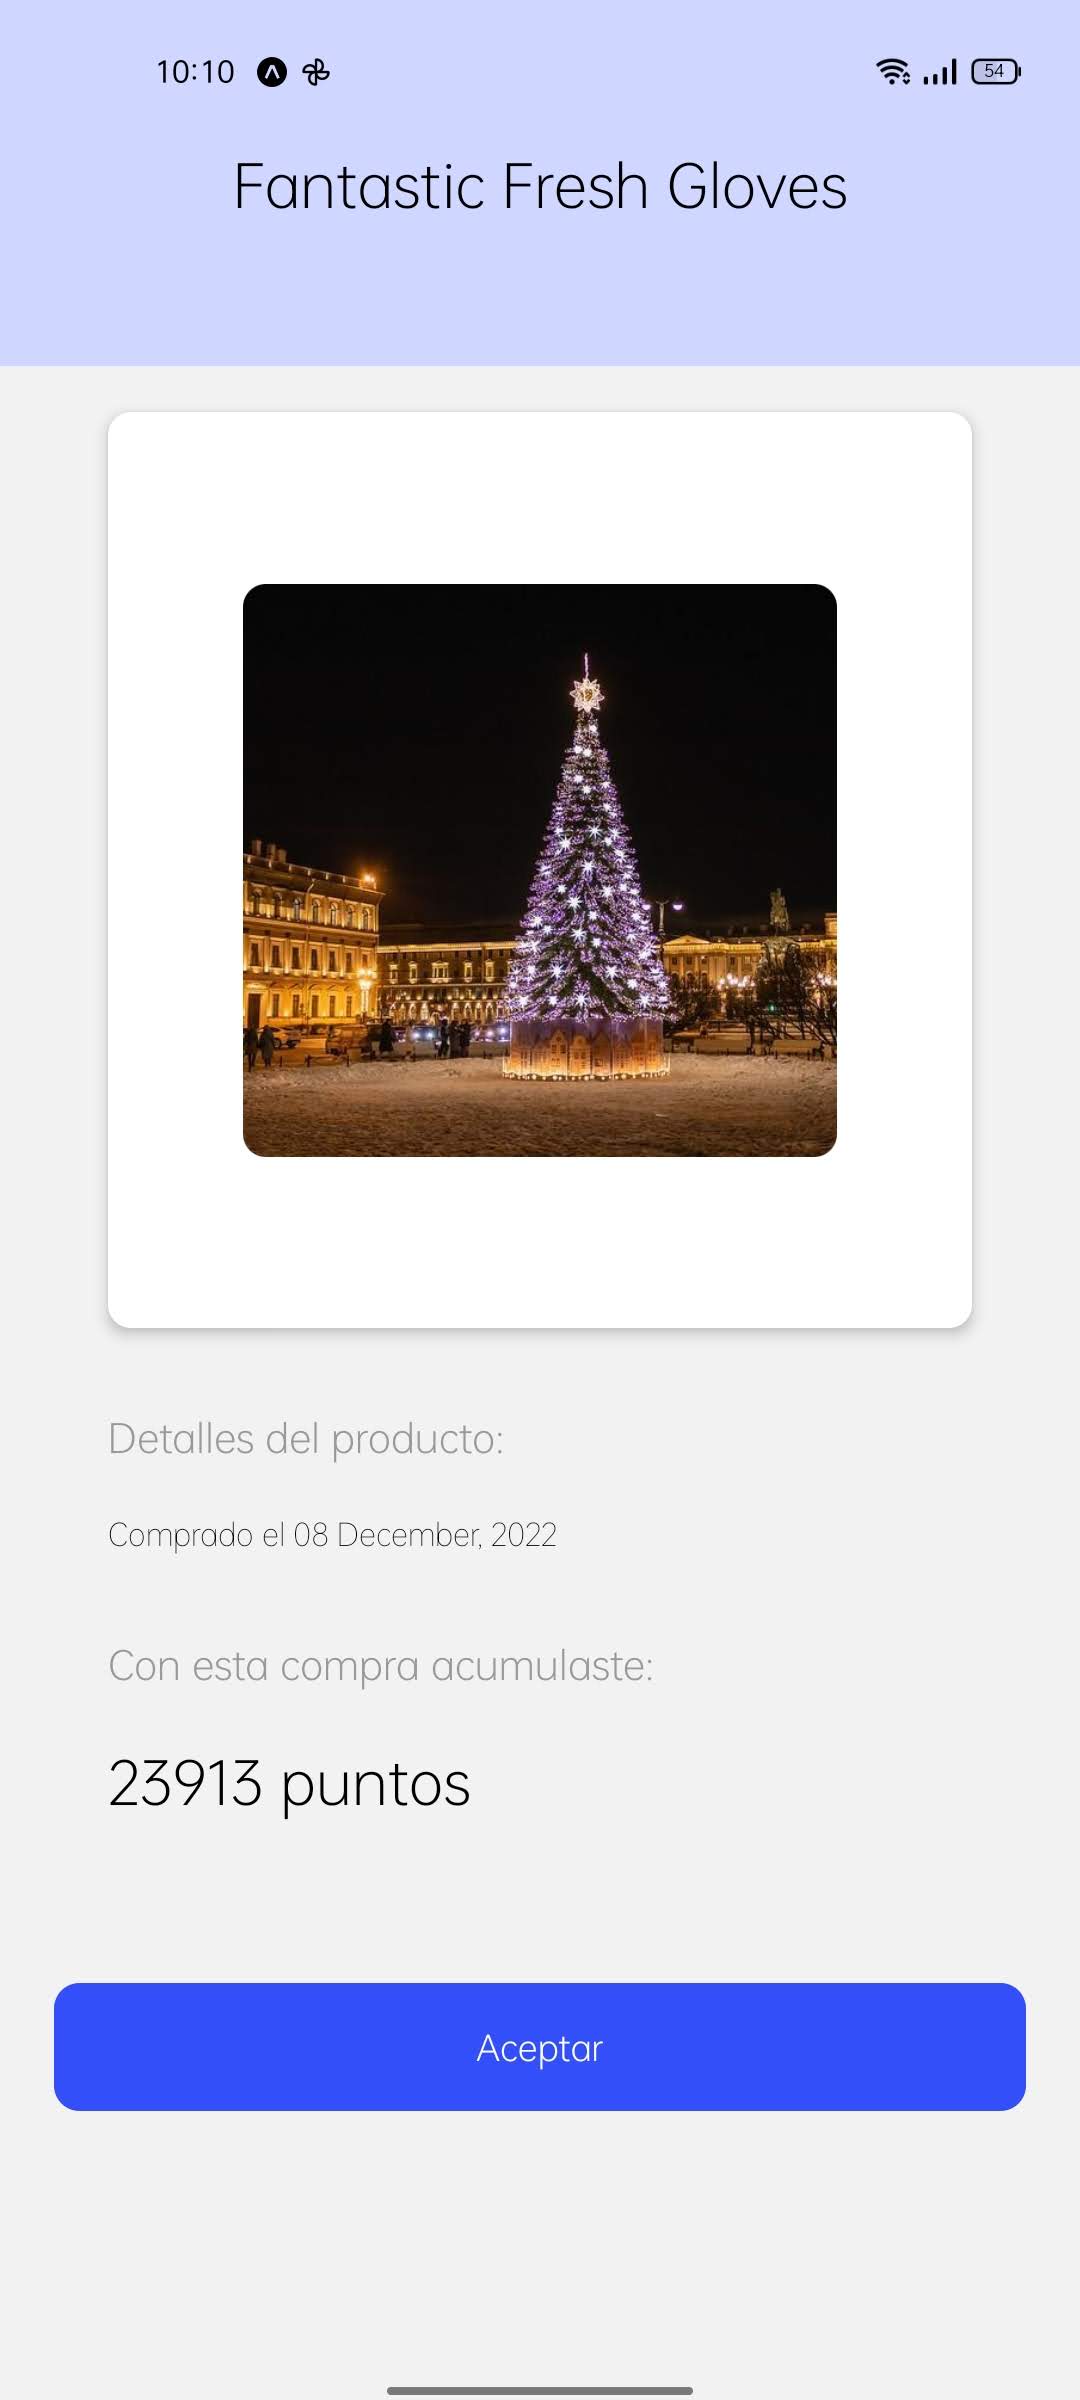 10:10
54
Fantastic Fresh Gloves
Detalles del producto:
Comprado el 08 December, 2022
Con esta compra acumulaste:
23913 puntos
Aceptar